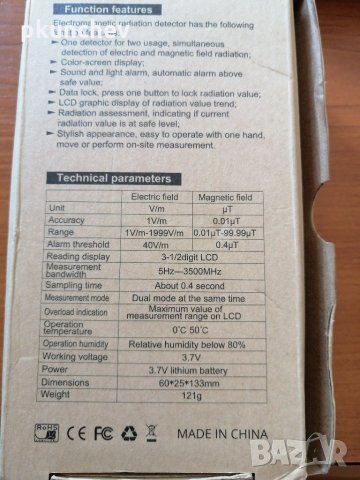 pkunchev
Function features
Electromagnetic radiation detector has the following
➤ One detector for two usage, simultaneous
detection of electric and magnetic field radiation;
➤ Color-screen display;
➤ Sound and light alarm, automatic alarm above
safe value;
➤ Data lock, press one button to lock radiation value;
➤ LCD graphic display of radiation value trend;
➤ Radiation assessment, indicating if current
radiation value is at safe level;
➤ Stylish appearance, easy to operate with one hand,
move or perform on-site measurement.
Technical parameters
Electric field Magnetic field
Unit V/m μT
Accuracy 1V/m 0.01μT
Range 1V/m-1999V/m 0.01μT-99.99μT
Alarm threshold 40V/m 0.4μT
Reading display 3-1/2digit LCD
Measurement bandwidth 5Hz—3500MHz
Sampling time About 0.4 second
Measurement mode Dual mode at the same time
Overload indication Maximum value of measurement range on LCD
Operation temperature 0℃ 50℃
Operation humidity Relative humidity below 80%
Working voltage 3.7V
Power 3.7V lithium battery
Dimensions 60*25*133mm
Weight 121g
RoHS CE FC MADE IN CHINA
BAZAR
bg